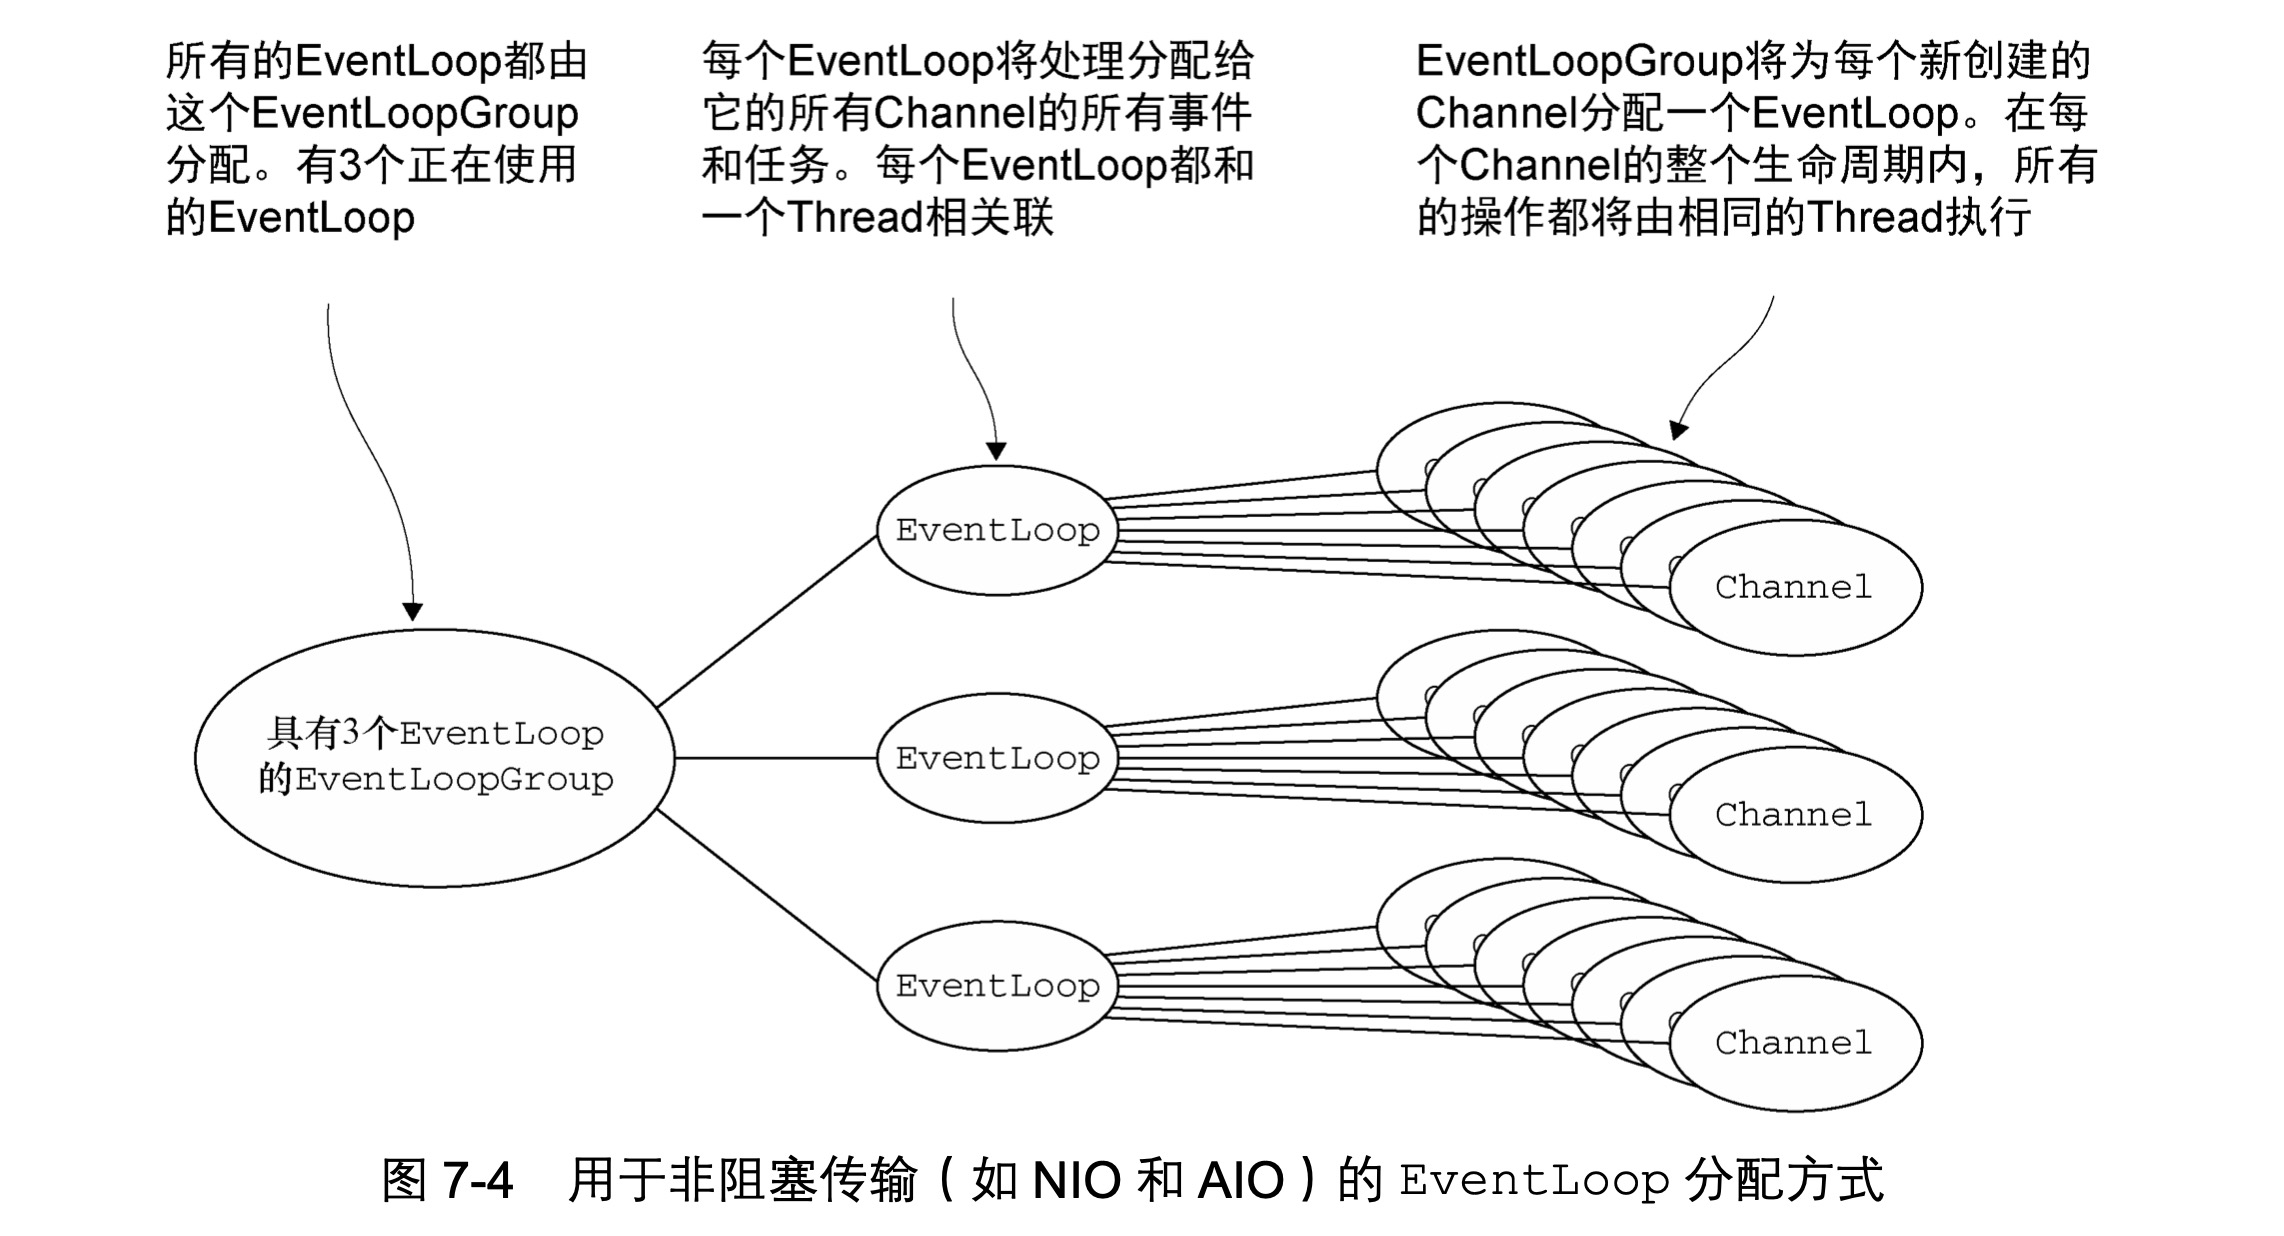 所有的EventLoop都由
这个EventLoopGroup
分配。有3个正在使用
的EventLoop
每个EventLoop将处理分配给
它的所有Channel的所有事件
和任务。每个EventLoop都和
一个Thread相关联
EventLoopGroup将为每个新创建的
Channel分配一个EventLoop。在每
个Channel的整个生命周期内，所有
的操作都将由相同的Thread执行
具有3个EventLoop
的EventLoopGroup
EventLoop
Channel
EventLoop
Channel
EventLoop
Channel
图 7-4 用于非阻塞传输（如 NIO 和 AIO）的 EventLoop 分配方式